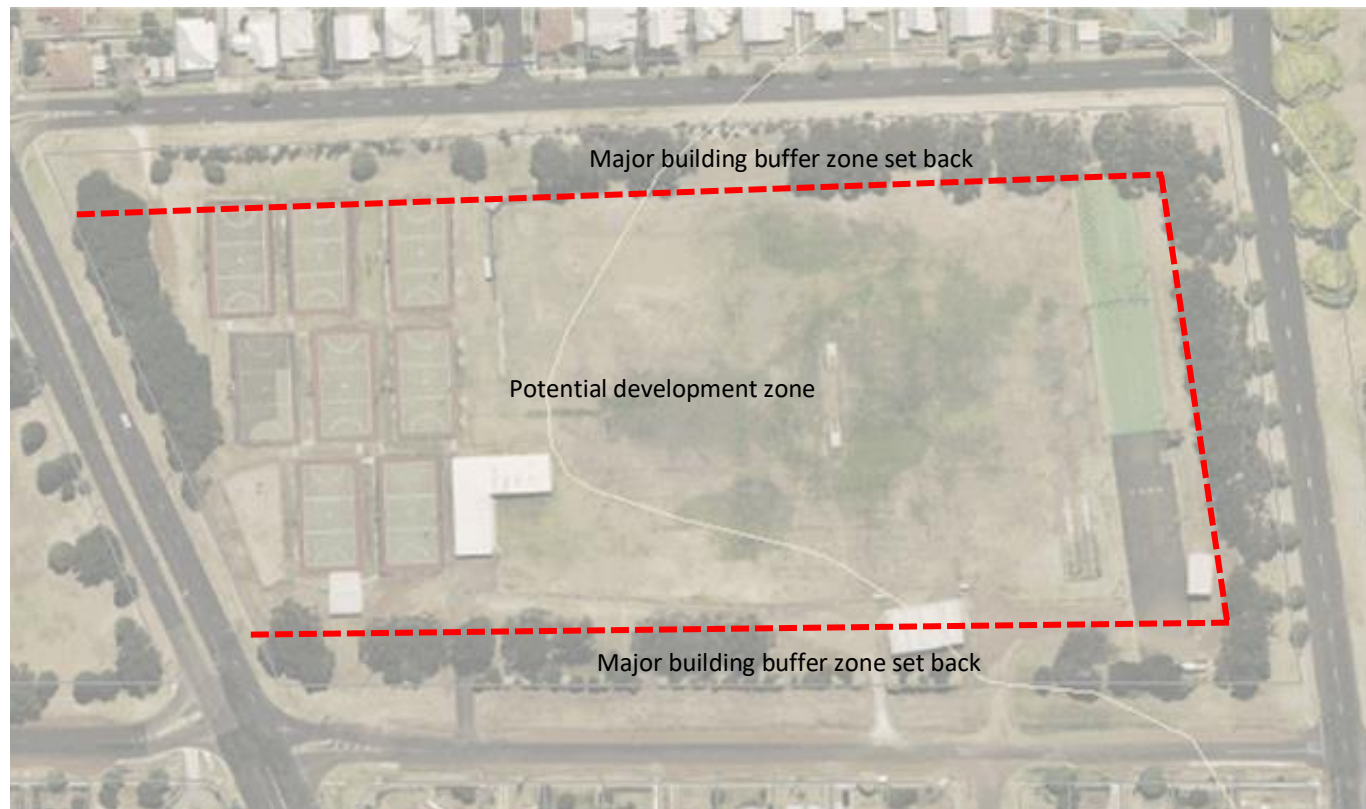 Major building buffer zone set back
Potential development zone
Major building buffer zone set back